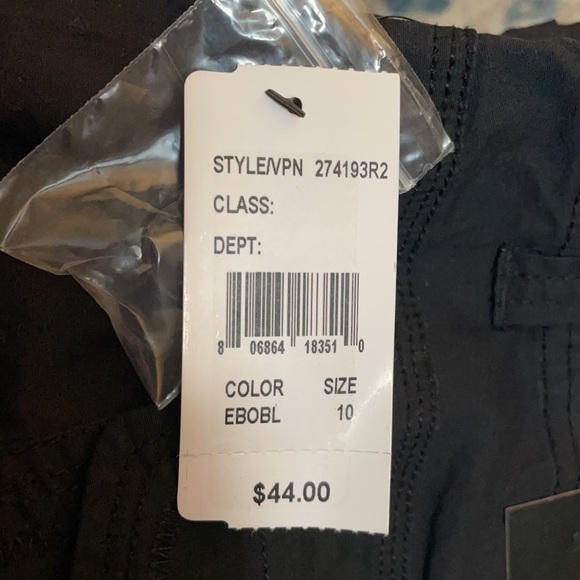 STYLE/VPN 274193R2
CLASS:
DEPT:
8 06864 18351 0
COLOR SIZE
EBOBL 10
$44.00